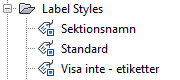 Label Styles
Sektionsnamn
Standard
Visa inte - etiketter